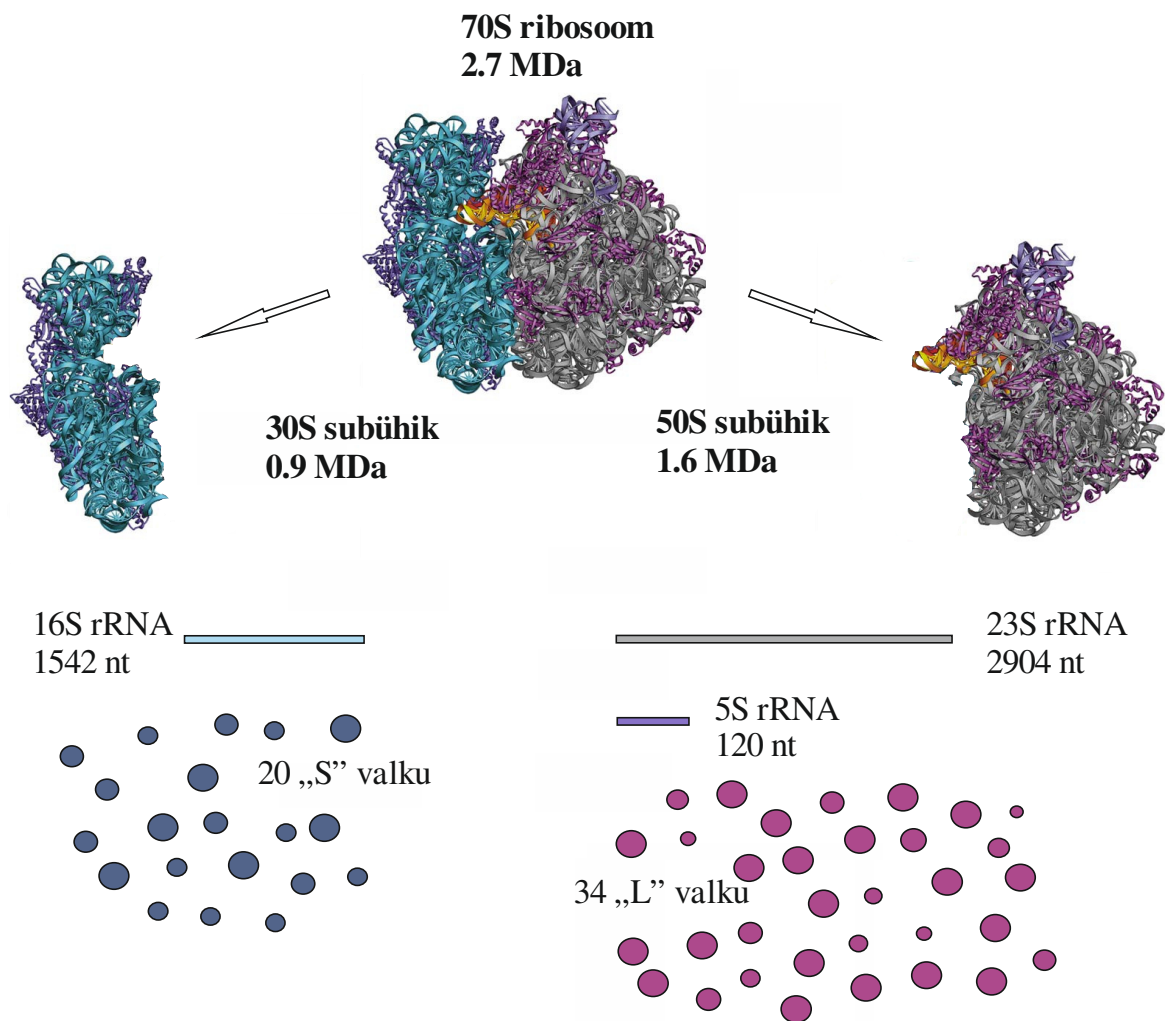 70S ribosoom
2.7 MDa
30S subühik
0.9 MDa
50S subühik
1.6 MDa
16S rRNA
1542 nt
23S rRNA
2904 nt
5S rRNA
120 nt
20 „S” valku
34 „L” valku